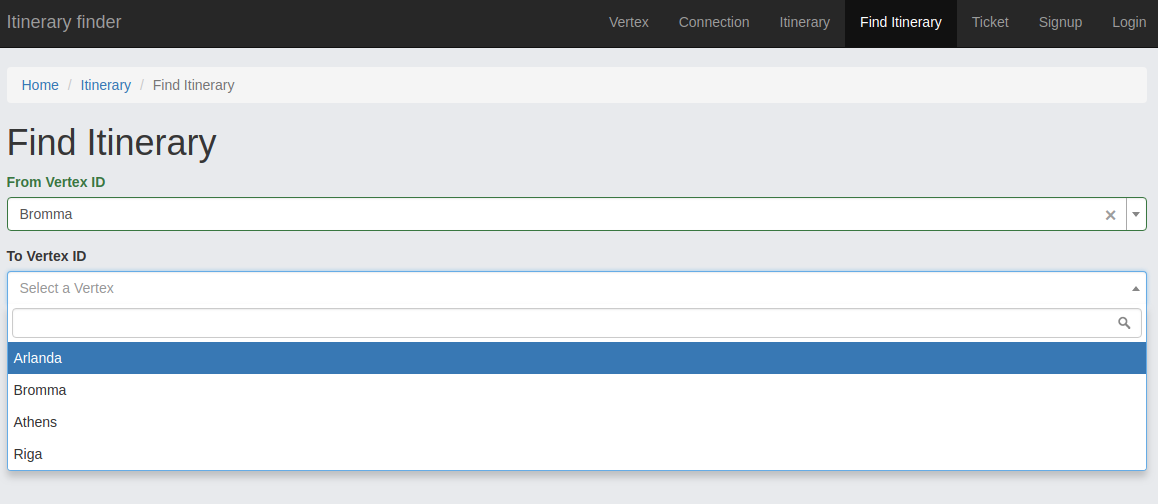 Itinerary finder Vertex Connection Itinerary Find Itinerary Ticket Signup Login
Home / Itinerary / Find Itinerary
Find Itinerary
From Vertex ID
Bromma ×
To Vertex ID
Select a Vertex
Arlanda
Bromma
Athens
Riga